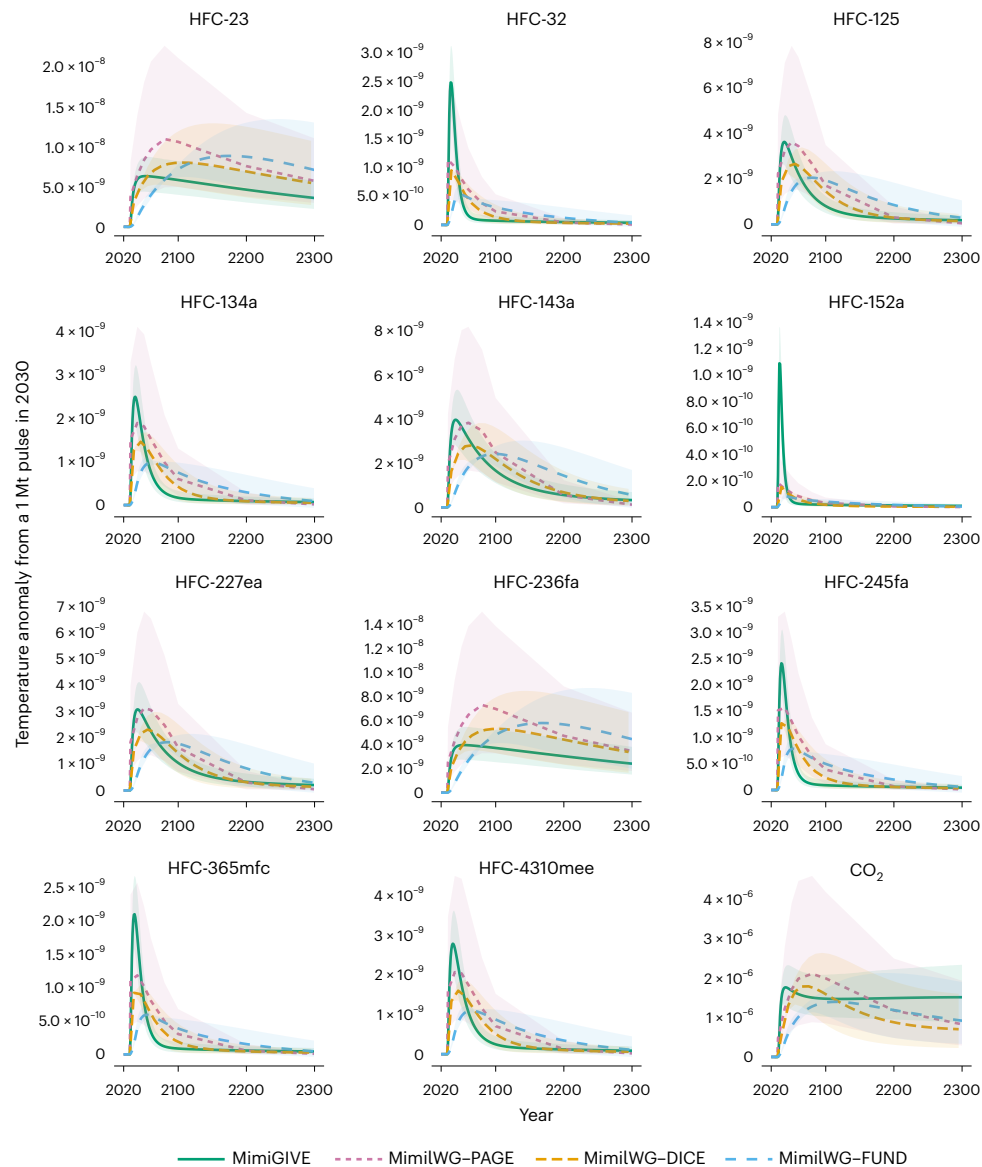 HFC-23
2.0 × 10⁻⁸
1.5 × 10⁻⁸
1.0 × 10⁻⁸
5.0 × 10⁻⁹
0
2020 2100 2200 2300
HFC-32
3.0 × 10⁻⁹
2.5 × 10⁻⁹
2.0 × 10⁻⁹
1.5 × 10⁻⁹
1.0 × 10⁻⁹
5.0 × 10⁻¹⁰
0
2020 2100 2200 2300
HFC-125
8 × 10⁻⁹
6 × 10⁻⁹
4 × 10⁻⁹
2 × 10⁻⁹
0
2020 2100 2200 2300
Temperature anomaly from a 1 Mt pulse in 2030
HFC-134a
4 × 10⁻⁹
3 × 10⁻⁹
2 × 10⁻⁹
1 × 10⁻⁹
0
2020 2100 2200 2300
HFC-143a
8 × 10⁻⁹
6 × 10⁻⁹
4 × 10⁻⁹
2 × 10⁻⁹
0
2020 2100 2200 2300
HFC-152a
1.4 × 10⁻⁹
1.2 × 10⁻⁹
1.0 × 10⁻⁹
8.0 × 10⁻¹⁰
6.0 × 10⁻¹⁰
4.0 × 10⁻¹⁰
2.0 × 10⁻¹⁰
0
2020 2100 2200 2300
HFC-227ea
7 × 10⁻⁹
6 × 10⁻⁹
5 × 10⁻⁹
4 × 10⁻⁹
3 × 10⁻⁹
2 × 10⁻⁹
1 × 10⁻⁹
0
2020 2100 2200 2300
HFC-236fa
1.4 × 10⁻⁸
1.2 × 10⁻⁸
1.0 × 10⁻⁸
8.0 × 10⁻⁹
6.0 × 10⁻⁹
4.0 × 10⁻⁹
2.0 × 10⁻⁹
0
2020 2100 2200 2300
HFC-245fa
3.5 × 10⁻⁹
3.0 × 10⁻⁹
2.5 × 10⁻⁹
2.0 × 10⁻⁹
1.5 × 10⁻⁹
1.0 × 10⁻⁹
5.0 × 10⁻¹⁰
0
2020 2100 2200 2300
HFC-365mfc
2.5 × 10⁻⁹
2.0 × 10⁻⁹
1.5 × 10⁻⁹
1.0 × 10⁻⁹
5.0 × 10⁻¹⁰
0
2020 2100 2200 2300
HFC-4310mee
4 × 10⁻⁹
3 × 10⁻⁹
2 × 10⁻⁹
1 × 10⁻⁹
0
2020 2100 2200 2300
CO₂
4 × 10⁻⁶
3 × 10⁻⁶
2 × 10⁻⁶
1 × 10⁻⁶
0
2020 2100 2200 2300
Year
MimiGIVE MimiIWG–PAGE MimiIWG–DICE MimiIWG–FUND